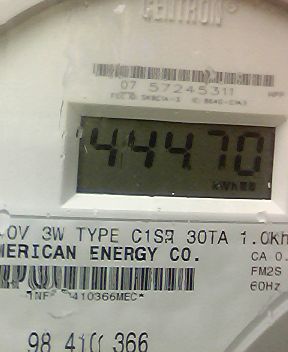 CENTRON®
07 57245311
44470
0V 3W TYPE C1SR 30TA 1.0Kh
MERICAN ENERGY CO.
CA 0.
FM2S
60Hz
98 410 366